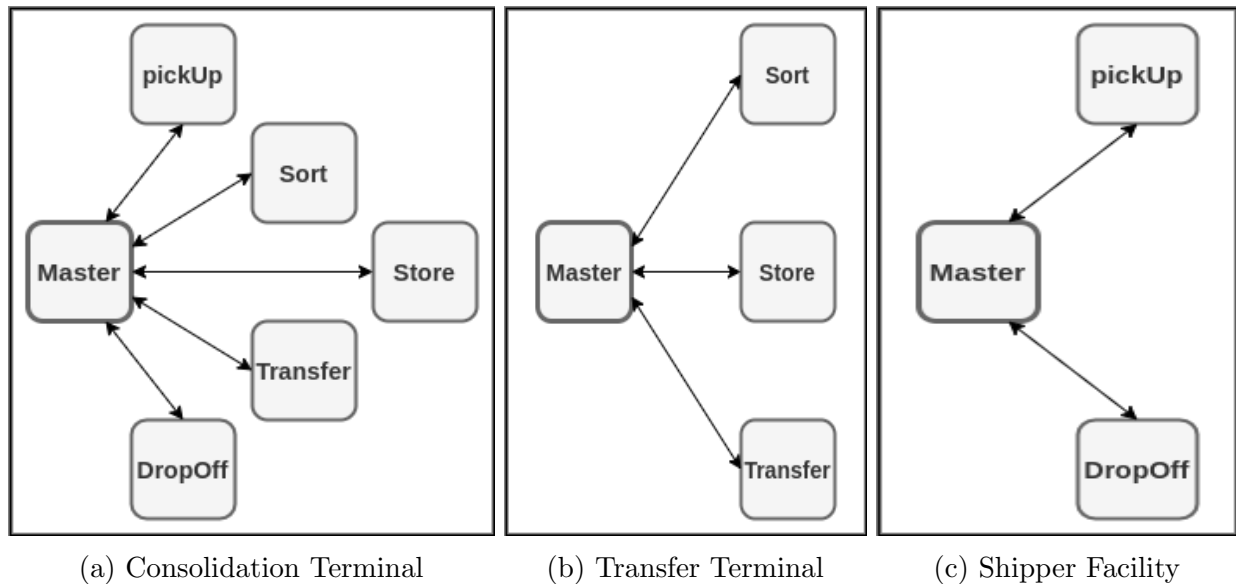 pickUp
Sort
Master
Store
Transfer
DropOff
(a) Consolidation Terminal
Sort
Master
Store
Transfer
(b) Transfer Terminal
pickUp
Master
DropOff
(c) Shipper Facility